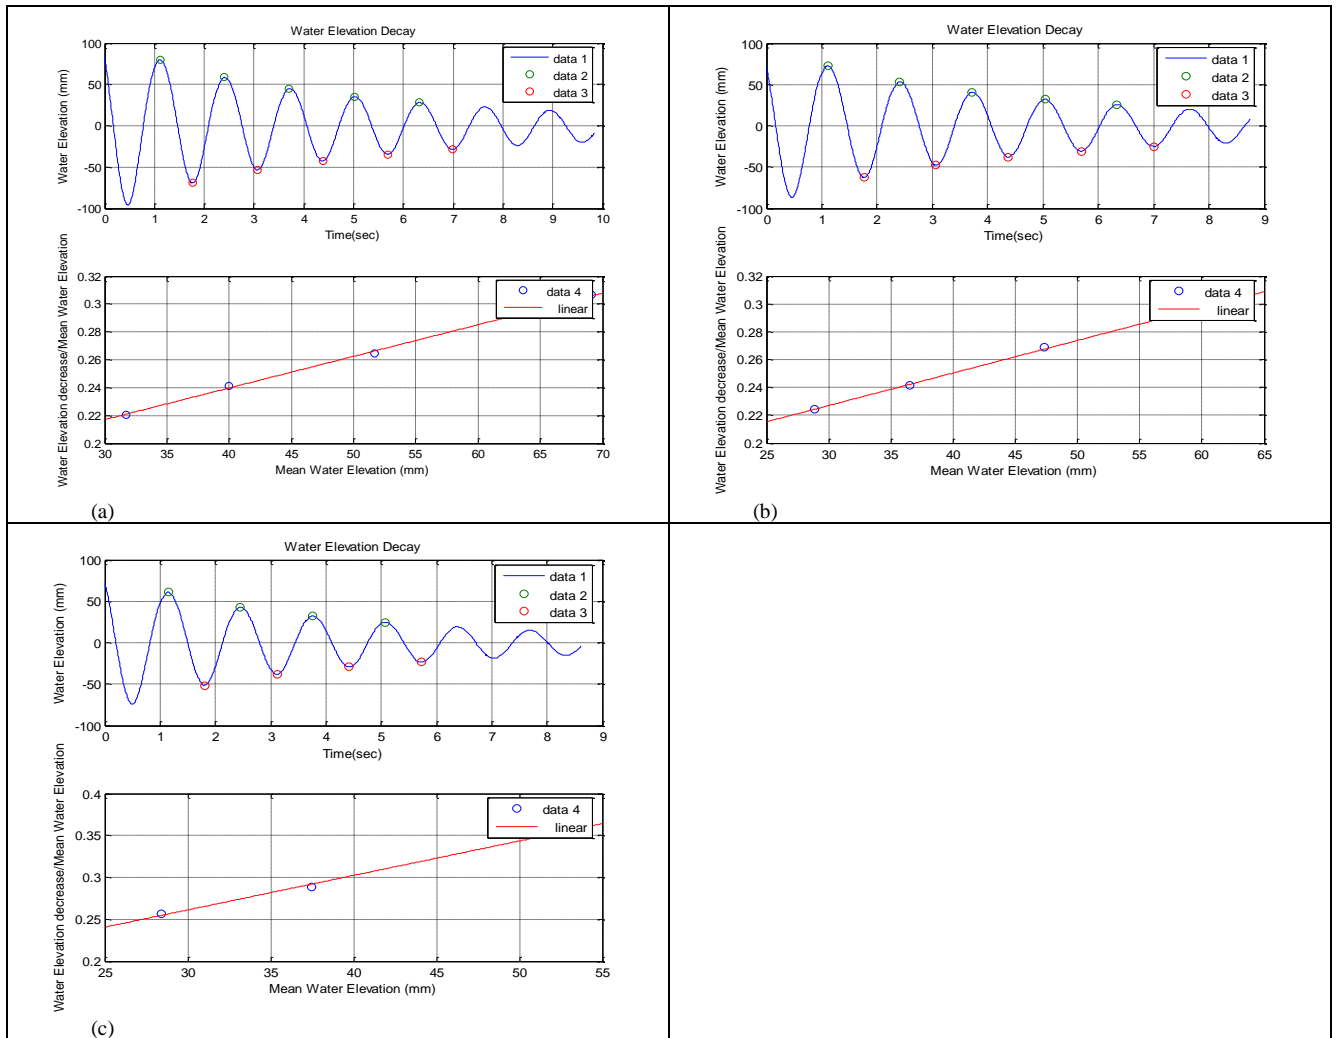 Water Elevation Decay
Water Elevation (mm)
100
50
0
-50
-100
data 1
data 2
data 3
0 1 2 3 4 5 6 7 8 9 10
Time(sec)
Water Elevation decrease/Mean Water Elevation
0.32
0.3
0.28
0.26
0.24
0.22
0.2
data 4
linear
30 35 40 45 50 55 60 65 70
Mean Water Elevation (mm)
(a)
Water Elevation Decay
Water Elevation (mm)
100
50
0
-50
-100
data 1
data 2
data 3
0 1 2 3 4 5 6 7 8 9
Time(sec)
Water Elevation decrease/Mean Water Elevation
0.32
0.3
0.28
0.26
0.24
0.22
0.2
data 4
linear
25 30 35 40 45 50 55 60 65
Mean Water Elevation (mm)
(b)
Water Elevation Decay
Water Elevation (mm)
100
50
0
-50
-100
data 1
data 2
data 3
0 1 2 3 4 5 6 7 8 9
Time(sec)
Water Elevation decrease/Mean Water Elevation
0.4
0.35
0.3
0.25
0.2
data 4
linear
25 30 35 40 45 50 55
Mean Water Elevation (mm)
(c)